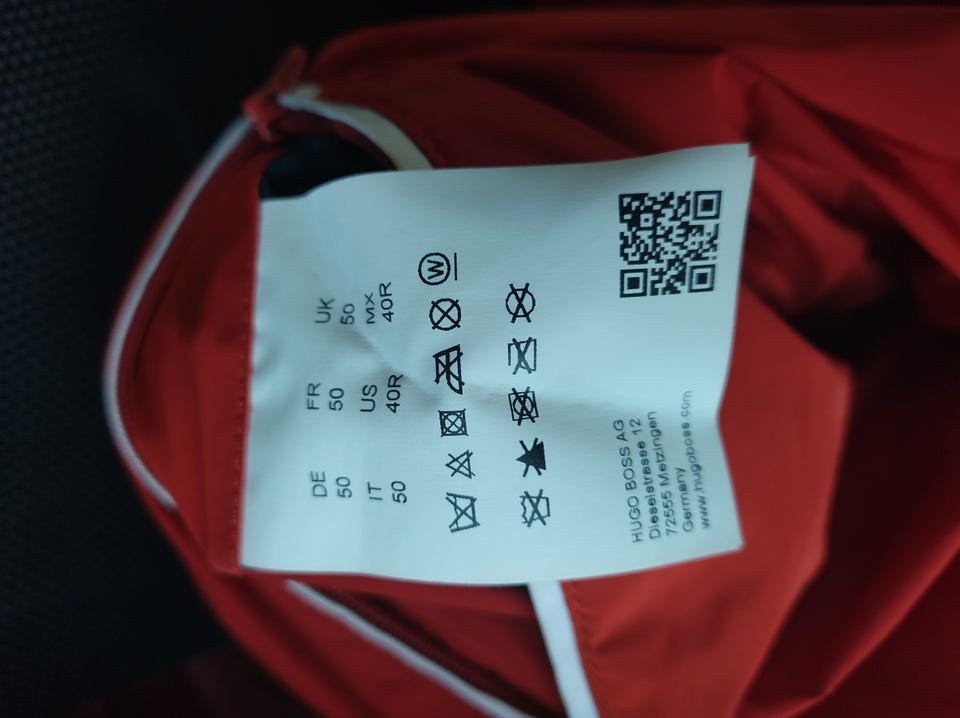 DE FR UK
50 50 50
IT US MX
50 40R 40R
W
HUGO BOSS AG
Dieselstrasse 12
72555 Metzingen
Germany
www.hugoboss.com